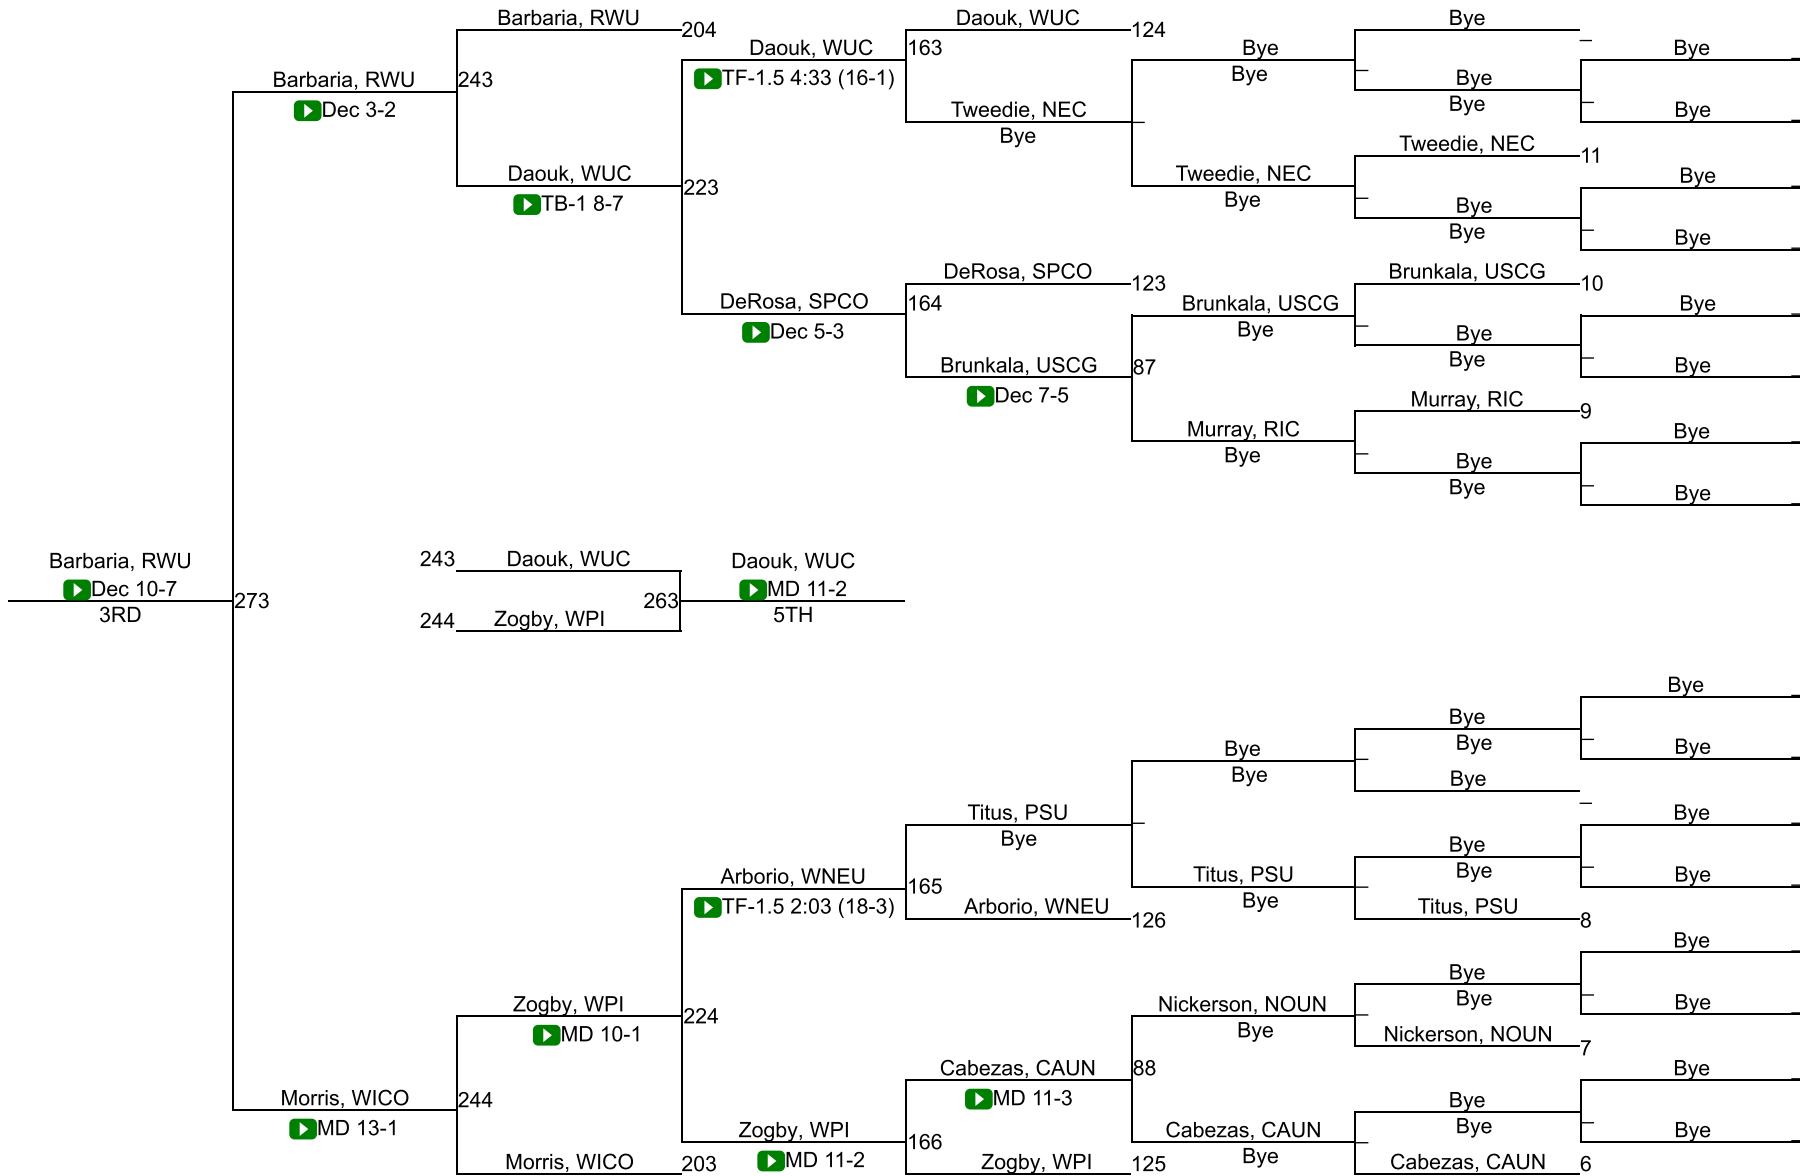 Barbaria, RWU
204
Daouk, WUC
124
Bye
Daouk, WUC
163
Bye
Bye
TF-1.5 4:33 (16-1)
Bye
Barbaria, RWU
243
Bye
Dec 3-2
Tweedie, NEC
Bye
Bye
Bye
Tweedie, NEC
11
Daouk, WUC
223
Tweedie, NEC
Bye
TB-1 8-7
Bye
Bye
Bye
Bye
DeRosa, SPCO
123
Brunkala, USCG
10
DeRosa, SPCO
164
Brunkala, USCG
Bye
Dec 5-3
Bye
Bye
Bye
Brunkala, USCG
87
Bye
Dec 7-5
Murray, RIC
9
Murray, RIC
Bye
Bye
Bye
Bye
Bye
Barbaria, RWU
243
Daouk, WUC
Daouk, WUC
Dec 10-7
MD 11-2
273
263
3RD
244
Zogby, WPI
5TH
Bye
Bye
Bye
Bye
Bye
Bye
Bye
Titus, PSU
Bye
Bye
Bye
Bye
Arborio, WNEU
165
Titus, PSU
Bye
TF-1.5 2:03 (18-3)
Bye
Arborio, WNEU
126
Titus, PSU
8
Bye
Bye
Zogby, WPI
224
Nickerson, NOUN
Bye
Bye
MD 10-1
Bye
Nickerson, NOUN
7
Cabezas, CAUN
88
Bye
Morris, WICO
244
MD 11-3
Bye
MD 13-1
Zogby, WPI
166
Cabezas, CAUN
Bye
Bye
MD 11-2
Bye
Morris, WICO
203
Zogby, WPI
125
Cabezas, CAUN
6